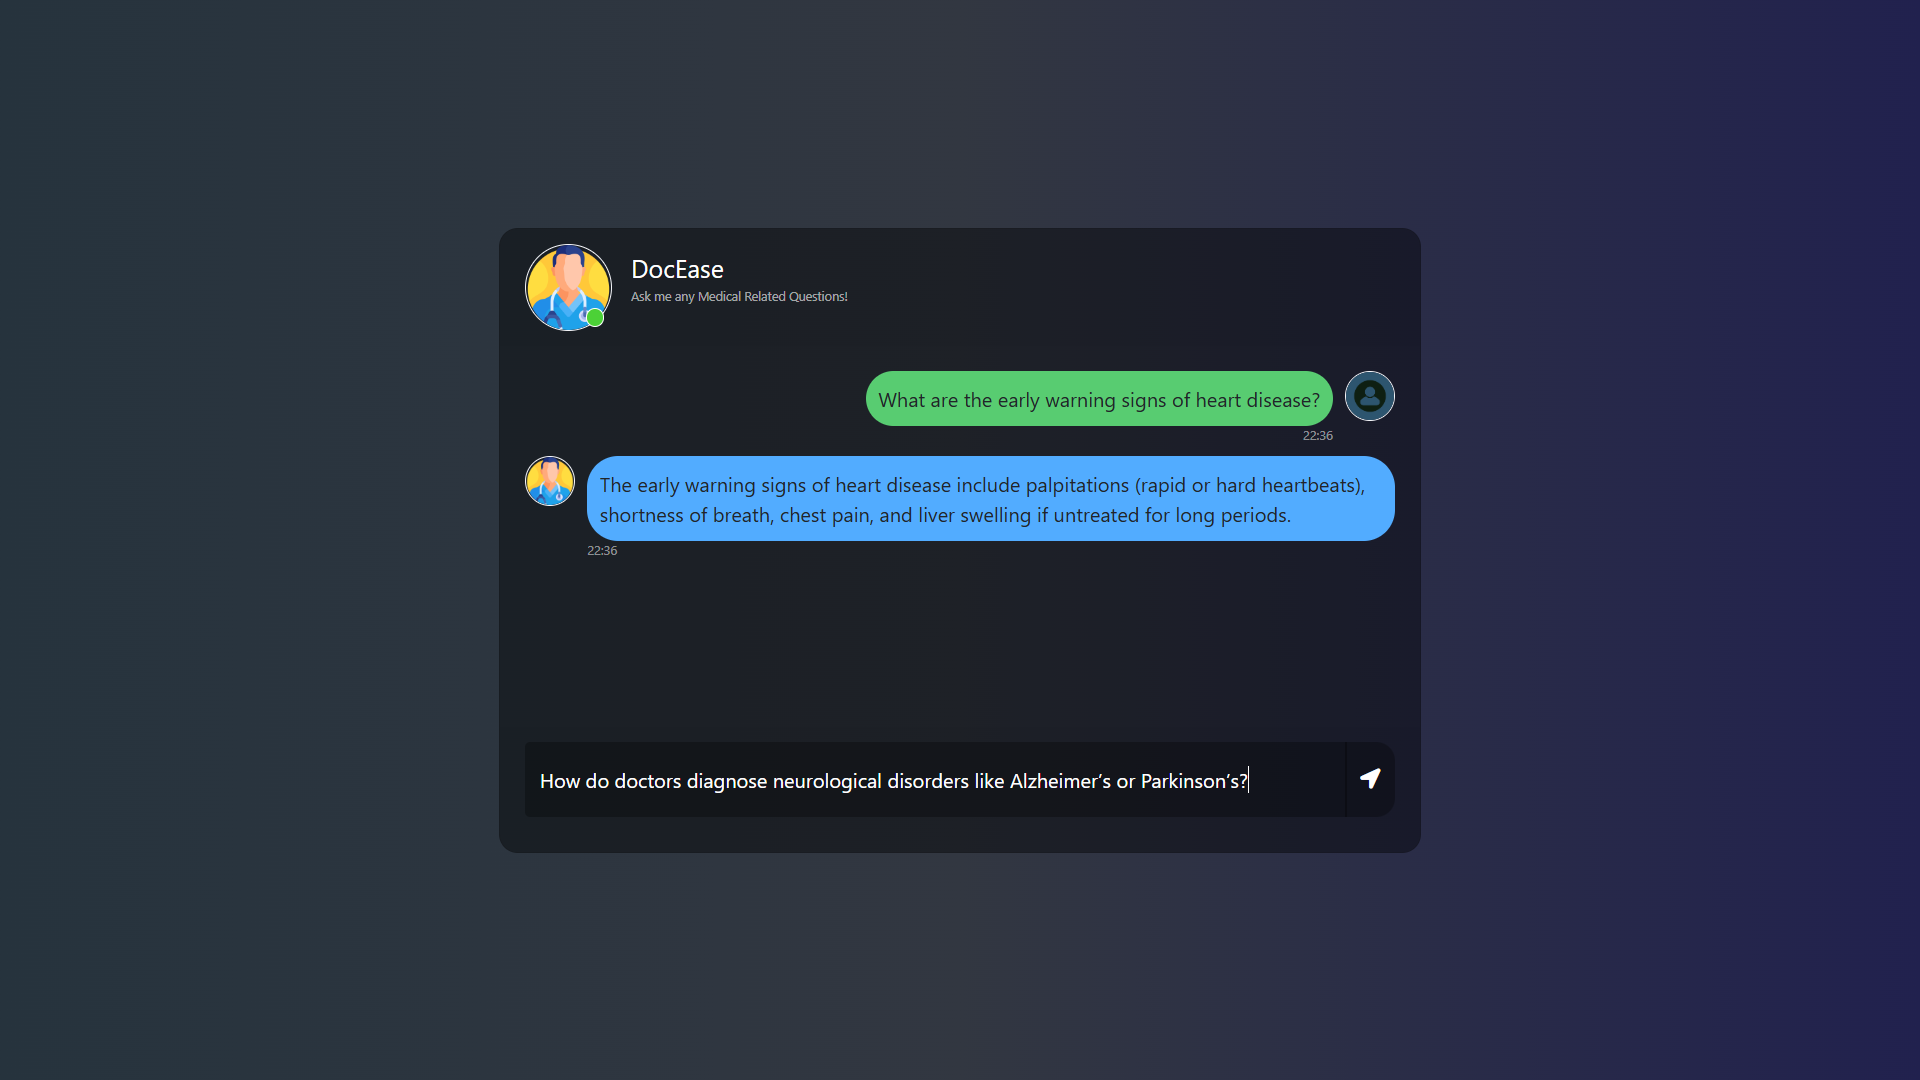 DocEase
Ask me any Medical Related Questions!
What are the early warning signs of heart disease?
22:36
The early warning signs of heart disease include palpitations (rapid or hard heartbeats),
shortness of breath, chest pain, and liver swelling if untreated for long periods.
22:36
How do doctors diagnose neurological disorders like Alzheimer’s or Parkinson’s?